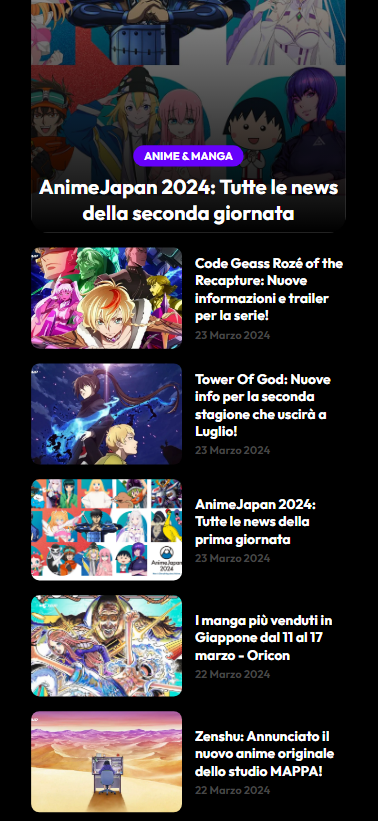 ANIME & MANGA
AnimeJapan 2024: Tutte le news
della seconda giornata
Code Geass Rozé of the
Recapture: Nuove
informazioni e trailer
per la serie!
23 Marzo 2024
Tower Of God: Nuove
info per la seconda
stagione che uscirà a
Luglio!
23 Marzo 2024
AnimeJapan 2024:
Tutte le news della
prima giornata
23 Marzo 2024
AnimeJapan
2024
I manga più venduti in
Giappone dal 11 al 17
marzo - Oricon
22 Marzo 2024
Zenshu: Annunciato il
nuovo anime originale
dello studio MAPPA!
22 Marzo 2024